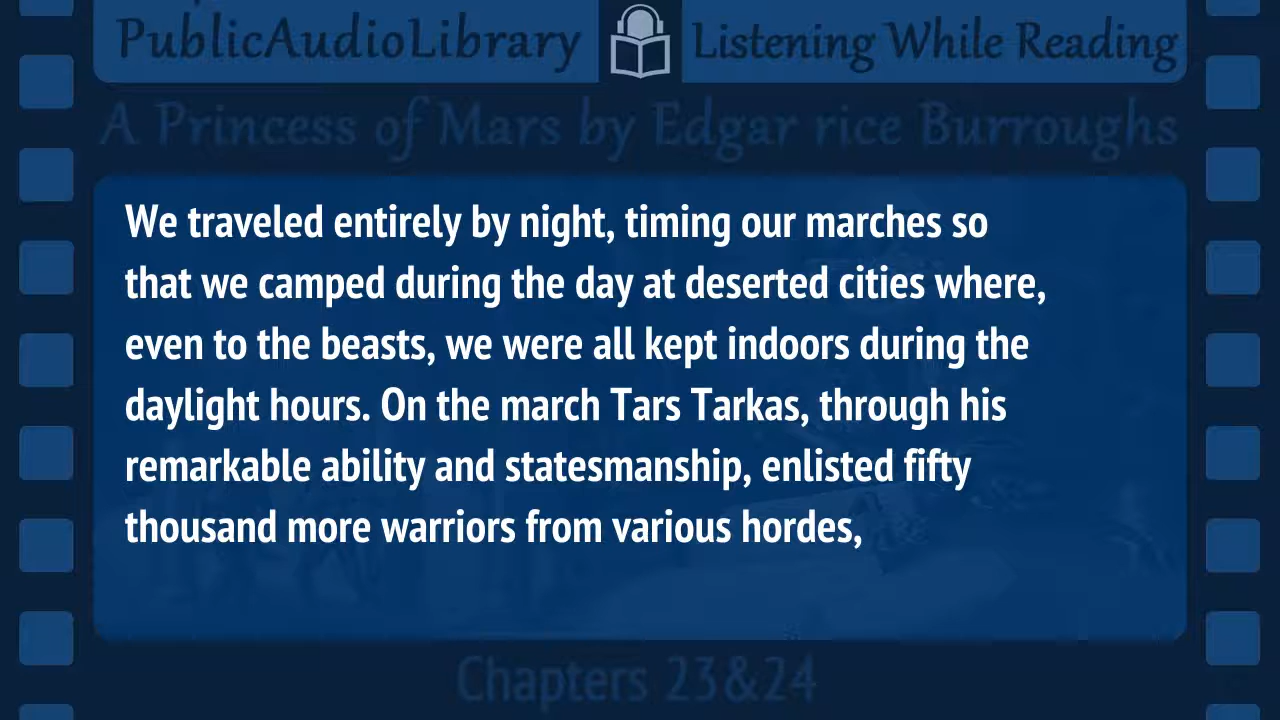 PublicAudioLibrary Listening While Reading
A Princess of Mars by Edgar rice Burroughs
We traveled entirely by night, timing our marches so
that we camped during the day at deserted cities where,
even to the beasts, we were all kept indoors during the
daylight hours. On the march Tars Tarkas, through his
remarkable ability and statesmanship, enlisted fifty
thousand more warriors from various hordes,
Chapters 23&24